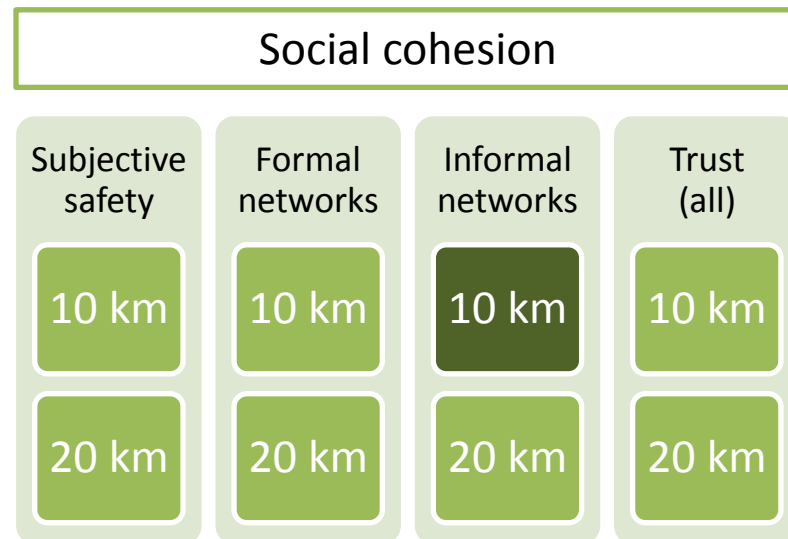 Social cohesion
Subjective
safety
10 km
20 km
Formal
networks
10 km
20 km
Informal
networks
10 km
20 km
Trust
(all)
10 km
20 km